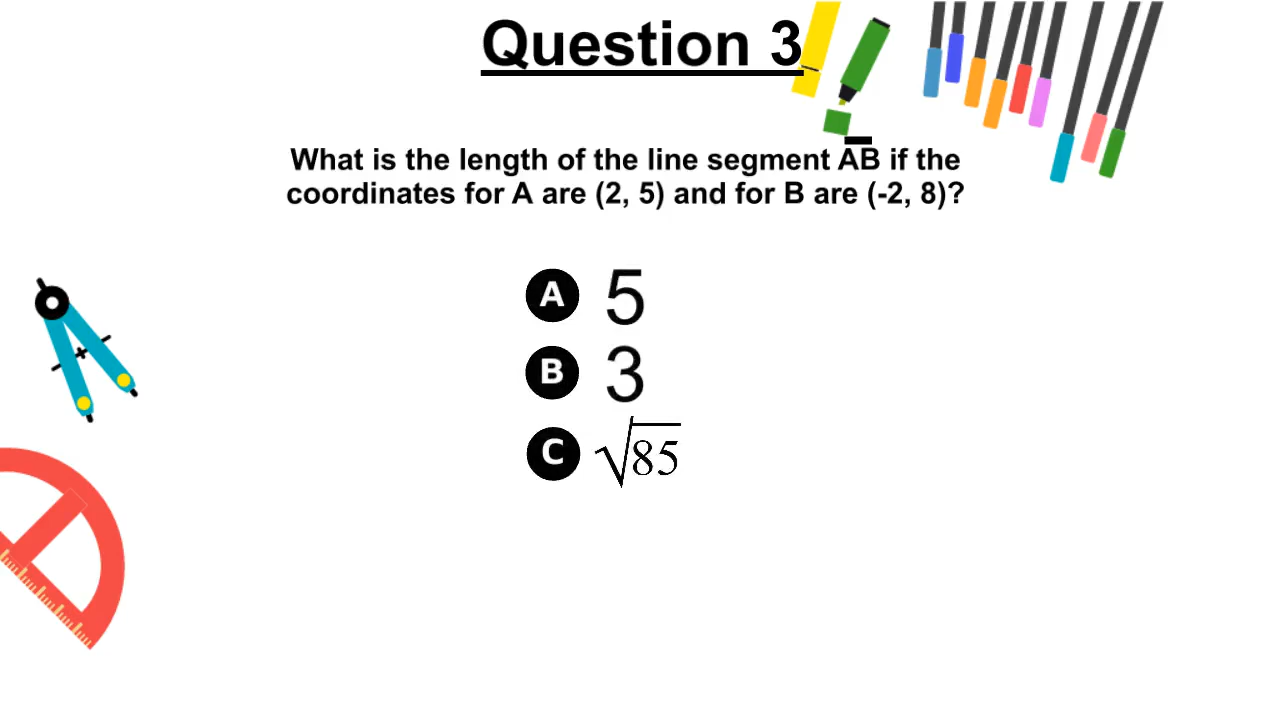 Question 3
What is the length of the line segment A̅B̅ if the
coordinates for A are (2, 5) and for B are (-2, 8)?
A 5
B 3
C √85